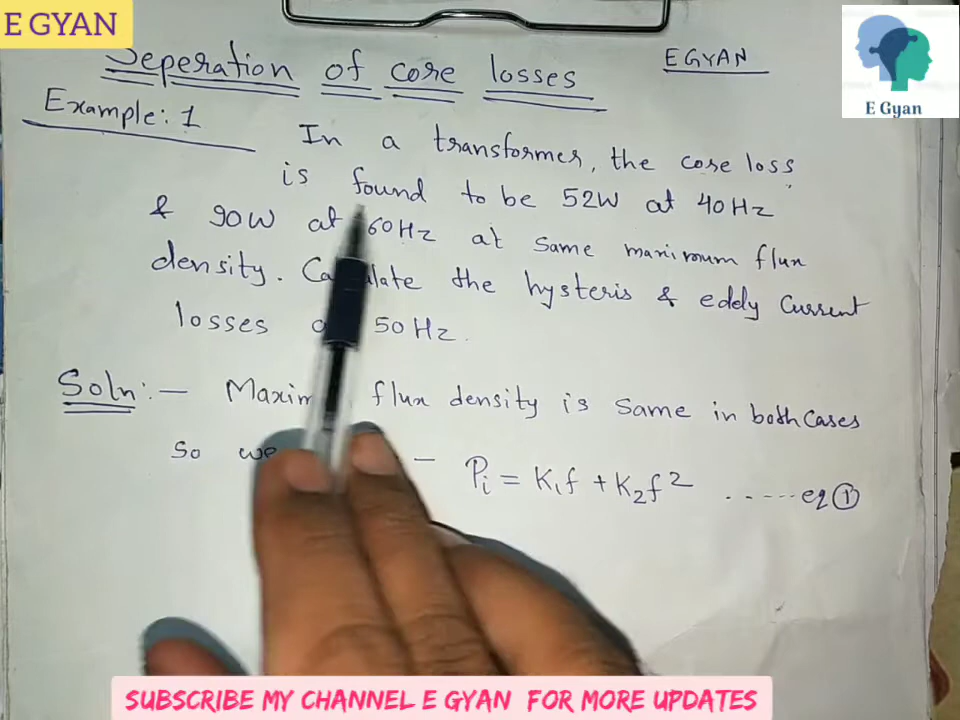 E GYAN
Seperation of core losses
EGYAN
E Gyan
Example: 1
In a transformer, the core loss
is found to be 52W at 40Hz
& 90W at 60Hz at same maximum flux
density. Calculate the hysteris & eddy current
losses 50Hz.
Soln:- flux density is same in both cases
So we - Pi = K1f + K2f² ......eq ①
SUBSCRIBE MY CHANNEL E GYAN FOR MORE UPDATES